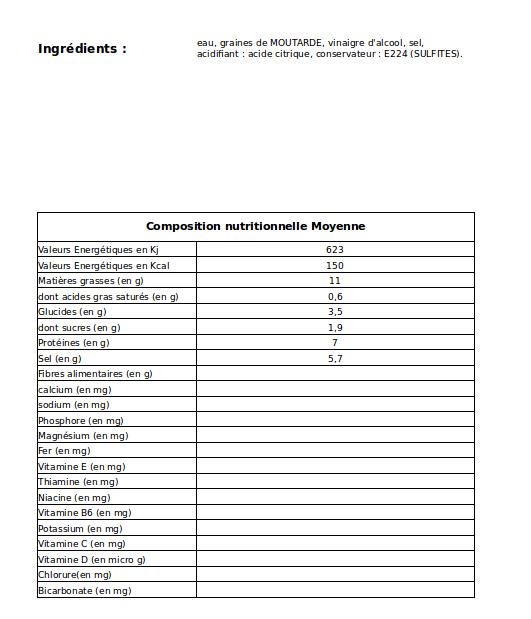 Ingrédients :
eau, graines de MOUTARDE, vinaigre d'alcool, sel,
acidifiant : acide citrique, conservateur : E224 (SULFITES).
Composition nutritionnelle Moyenne
Valeurs Energétiques en Kj 623
Valeurs Energétiques en Kcal 150
Matières grasses (en g) 11
dont acides gras saturés (en g) 0,6
Glucides (en g) 3,5
dont sucres (en g) 1,9
Protéines (en g) 7
Sel (en g) 5,7
Fibres alimentaires (en g)
calcium (en mg)
sodium (en mg)
Phosphore (en mg)
Magnésium (en mg)
Fer (en mg)
Vitamine E (en mg)
Thiamine (en mg)
Niacine (en mg)
Vitamine B6 (en mg)
Potassium (en mg)
Vitamine C (en mg)
Vitamine D (en micro g)
Chlorure(en mg)
Bicarbonate (en mg)